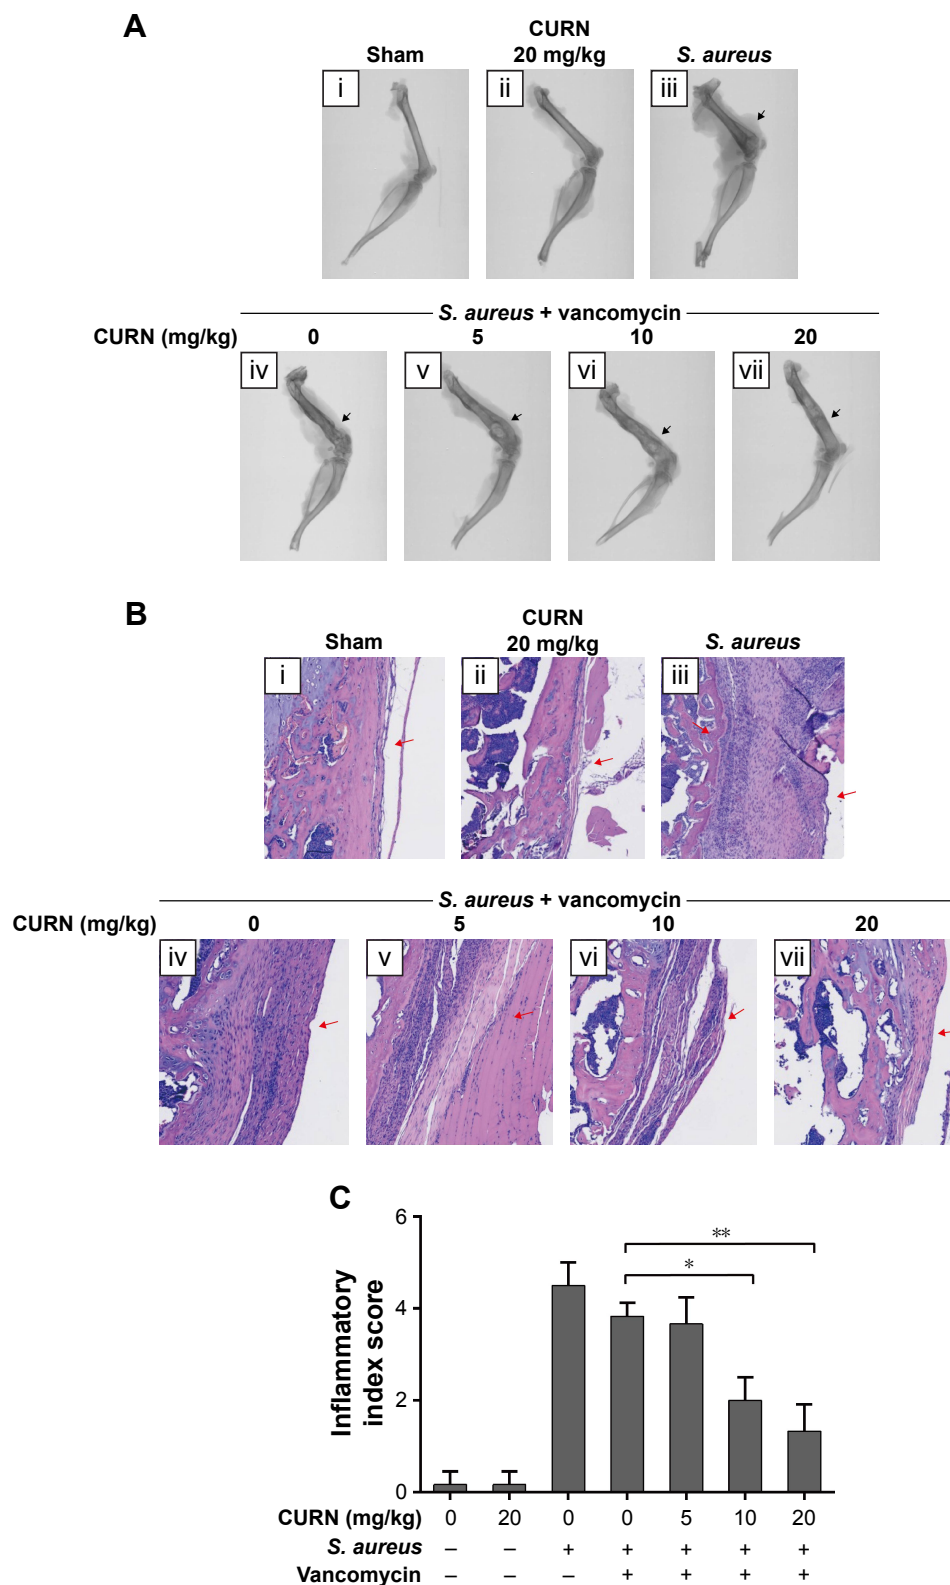 A
Sham
CURN
20 mg/kg
S. aureus
i
ii
iii
S. aureus + vancomycin
CURN (mg/kg) 0 5 10 20
iv
v
vi
vii
B
Sham
CURN
20 mg/kg
S. aureus
i
ii
iii
S. aureus + vancomycin
CURN (mg/kg) 0 5 10 20
iv
v
vi
vii
C
Inflammatory
index score
6
4
2
0
**
*
CURN (mg/kg) 0 20 0 0 5 10 20
S. aureus – – + + + + +
Vancomycin – – – + + + +